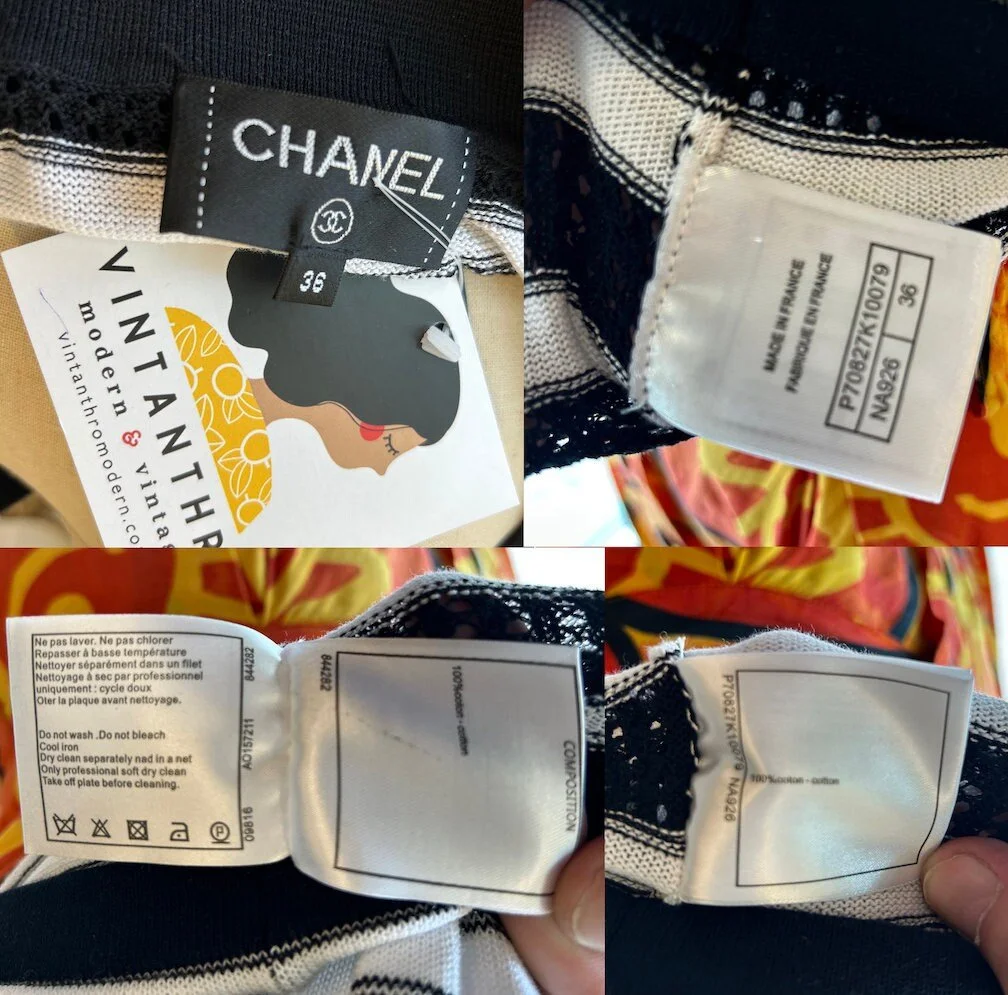 CHANEL
36
VINTANTHR
modern & vintag
vintanthromodern.co
MADE IN FRANCE
FABRIQUE EN FRANCE
P70827K10079
NA926 36
Ne pas laver. Ne pas chlorer
Repasser à basse température
Nettoyer séparément dans un filet
Nettoyage à sec par professionnel
uniquement : cycle doux
Oter la plaque avant nettoyage.
Do not wash .Do not bleach
Cool iron
Dry clean separately nad in a net
Only professional soft dry clean
Take off plate before cleaning.
09816 AO157211 844282
844282
100%coton - cotton
COMPOSITION
P70827K10079 NA926
100%coton - cotton